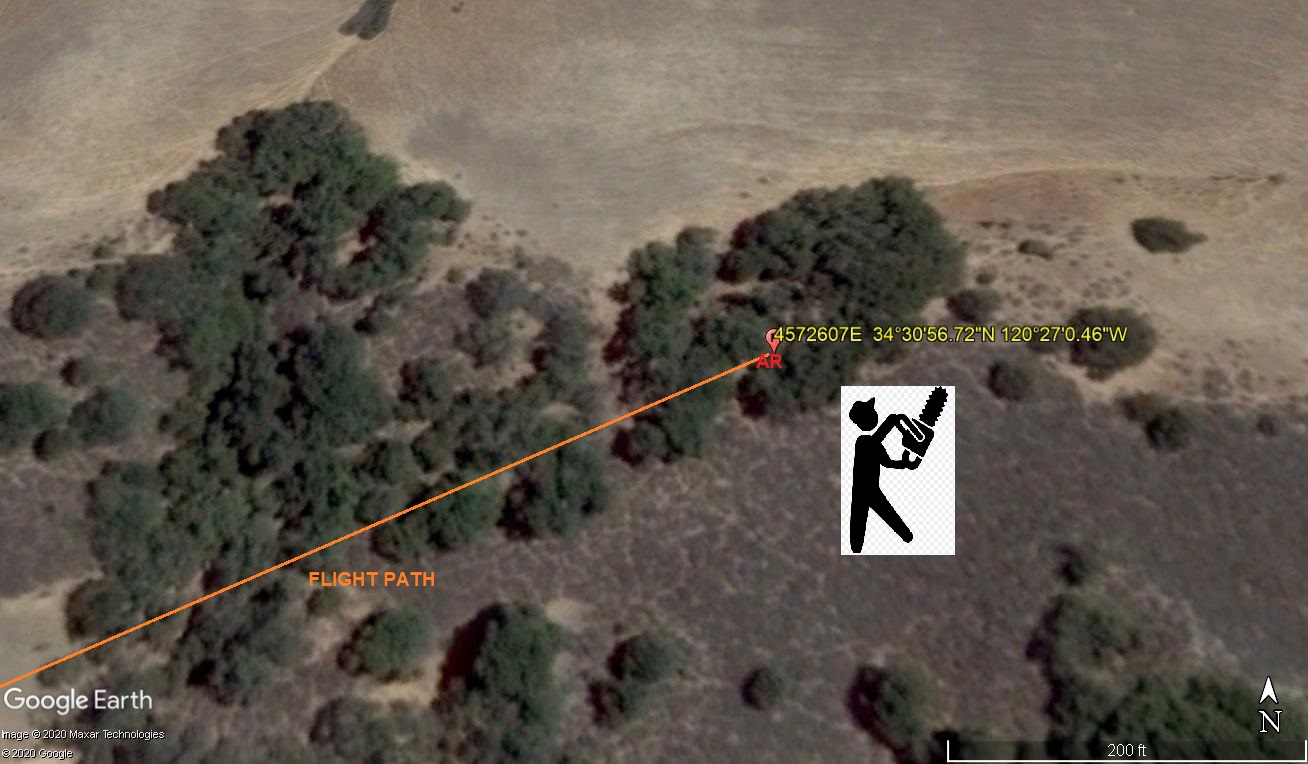 4572607E 34°30'56.72"N 120°27'0.46"W
AR
FLIGHT PATH
Google Earth
Image © 2020 Maxar Technologies
© 2020 Google
N
200 ft